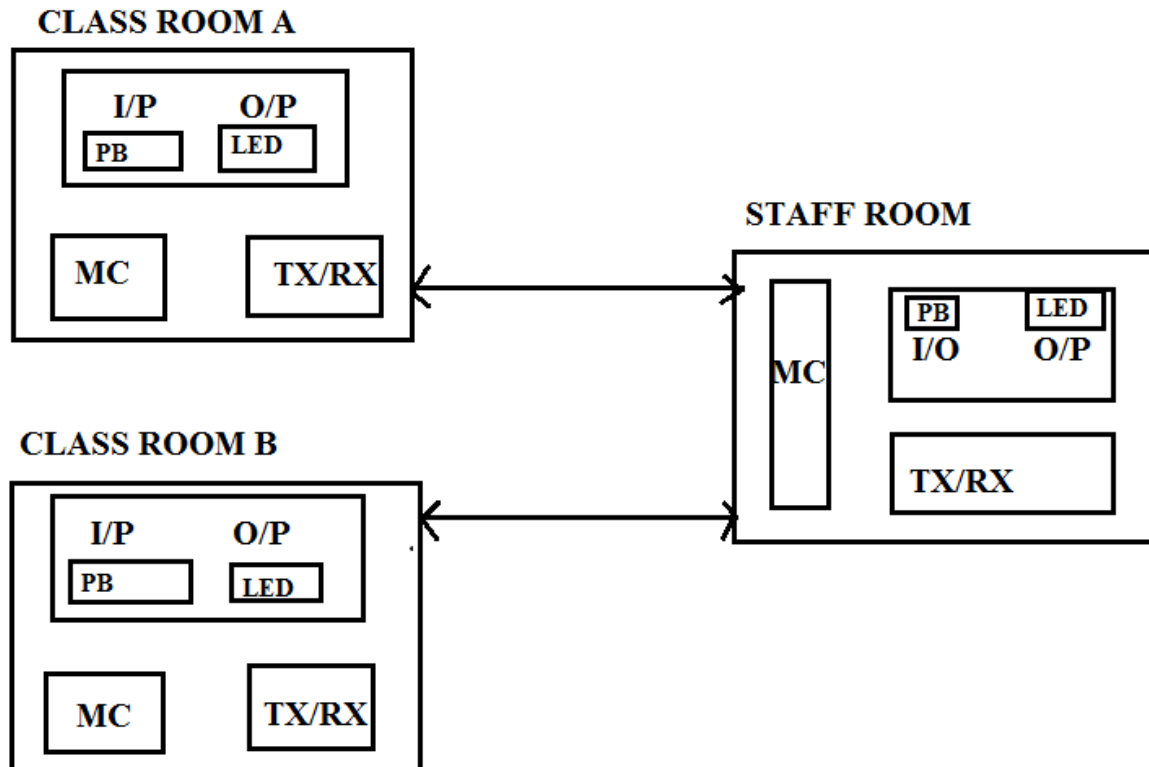 CLASS ROOM A
I/P O/P
PB LED
MC TX/RX
STAFF ROOM
PB LED
I/O O/P
MC
TX/RX
CLASS ROOM B
I/P O/P
PB LED
MC TX/RX